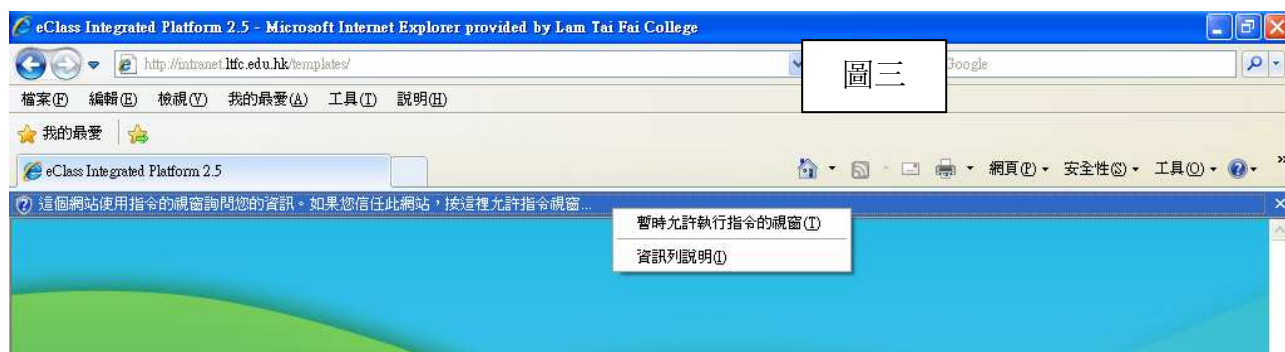 eClass Integrated Platform 2.5 - Microsoft Internet Explorer provided by Lam Tai Fai College
http://intranet.ltfc.edu.hk/templates/
圖三
Google
檔案(F) 編輯(E) 檢視(V) 我的最愛(A) 工具(T) 說明(H)
我的最愛
eClass Integrated Platform 2.5
網頁(P) 安全性(S) 工具(O)
這個網站使用指令的視窗詢問您的資訊。如果您信任此網站,按這裡允許指令視窗...
暫時允許執行指令的視窗(T)
資訊列說明(I)